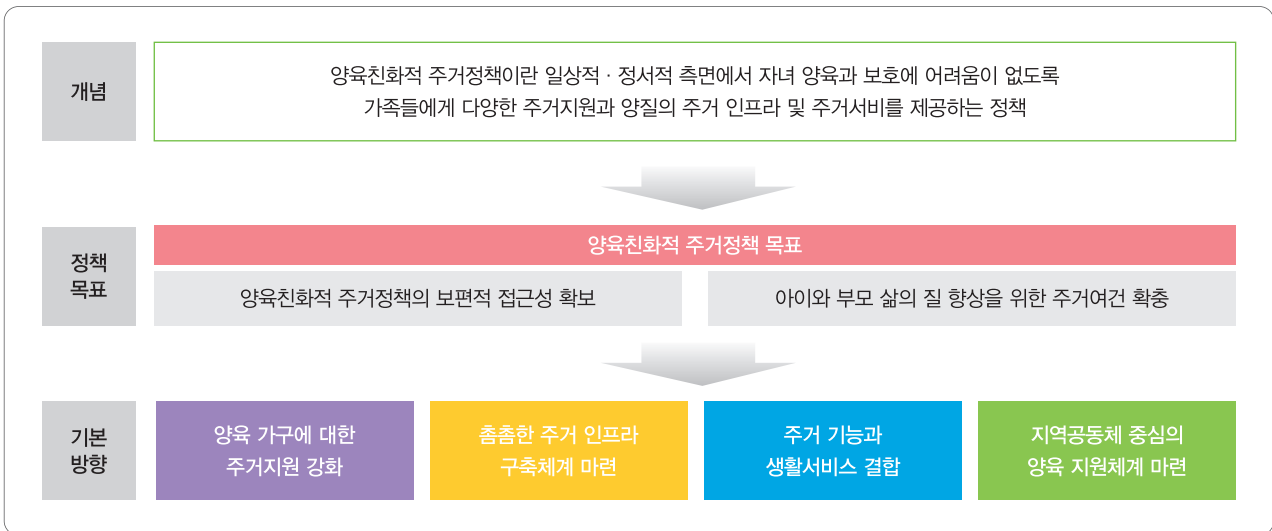 개념
양육친화적 주거정책이란 일상적 · 정서적 측면에서 자녀 양육과 보호에 어려움이 없도록
가족들에게 다양한 주거지원과 양질의 주거 인프라 및 주거서비를 제공하는 정책
정책
목표
양육친화적 주거정책 목표
양육친화적 주거정책의 보편적 접근성 확보
아이와 부모 삶의 질 향상을 위한 주거여건 확충
기본
방향
양육 가구에 대한
주거지원 강화
촘촘한 주거 인프라
구축체계 마련
주거 기능과
생활서비스 결합
지역공동체 중심의
양육 지원체계 마련